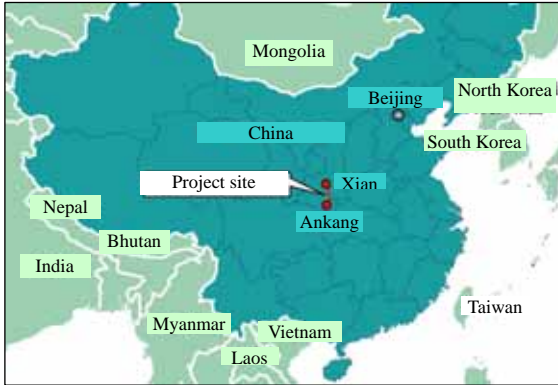 Mongolia
Beijing
North Korea
China
South Korea
Project site
Xian
Nepal
Ankang
Bhutan
India
Taiwan
Myanmar
Vietnam
Laos